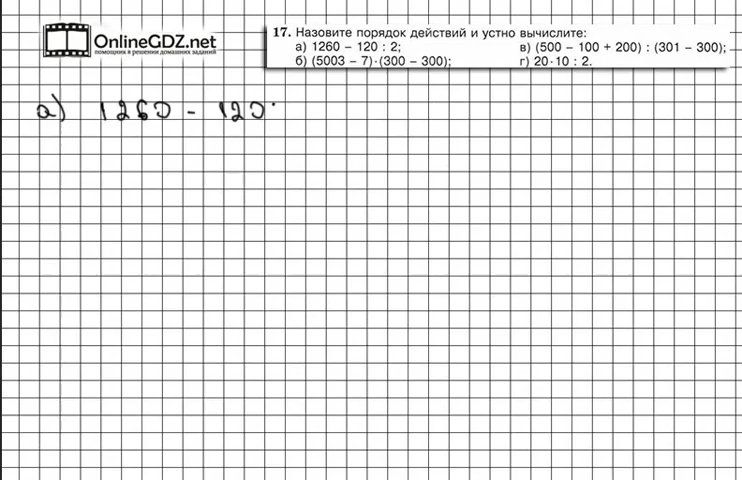 OnlineGDZ.net
помощник в решении домашних заданий
17. Назовите порядок действий и устно вычислите:
а) 1260 − 120 : 2;
в) (500 − 100 + 200) : (301 − 300);
б) (5003 − 7)·(300 − 300);
г) 20·10 : 2.
а) 1260 - 120